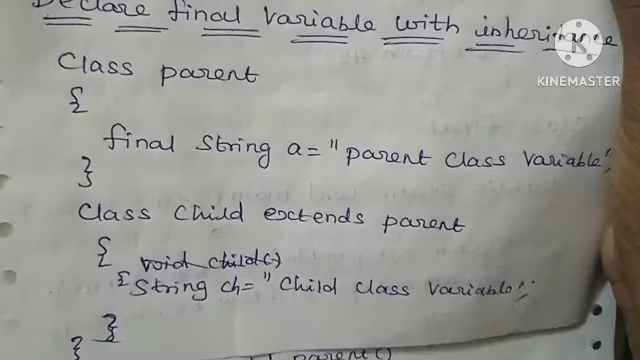 Declare final variable with inheritance
KINEMASTER
Class parent
{
final String a= "parent class variable";
}
Class Child extends parent
{ void child()
{ String ch= "Child class variable";
}
}
parent()